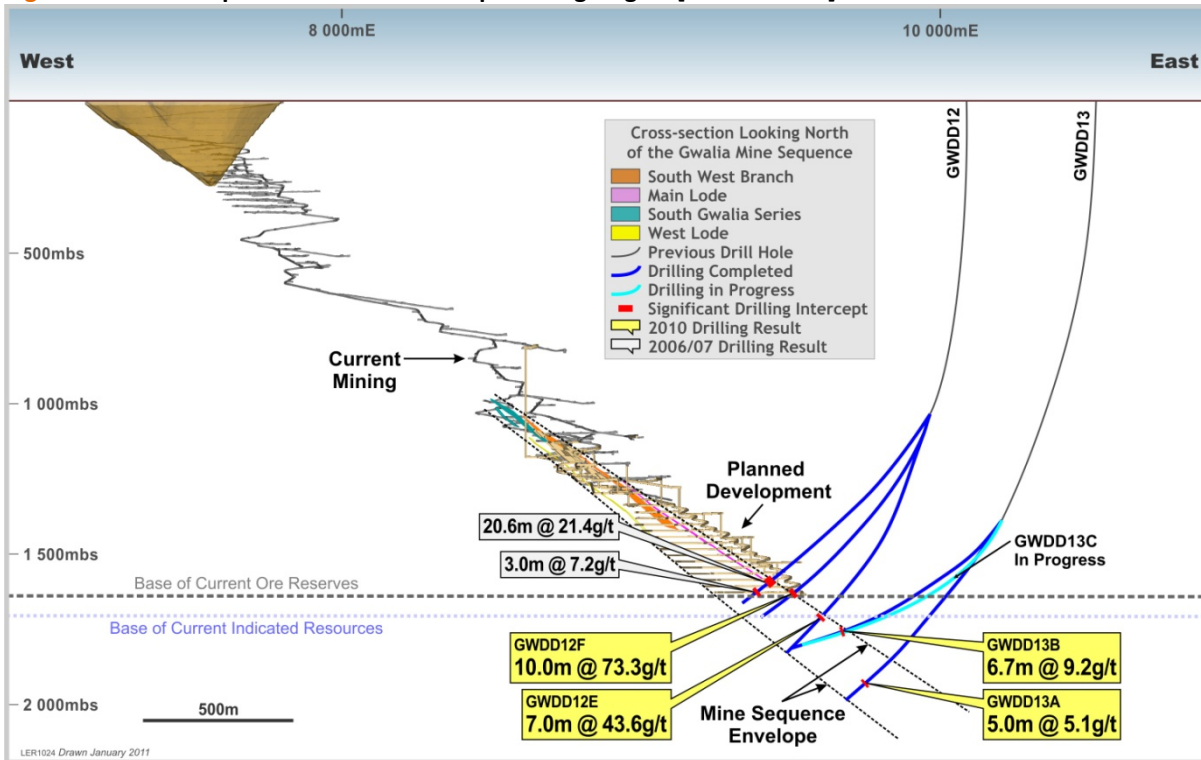 8 000mE
10 000mE
West
East
GWDD12
GWDD13
Cross-section Looking North
of the Gwalia Mine Sequence
South West Branch
Main Lode
South Gwalia Series
West Lode
Previous Drill Hole
Drilling Completed
Drilling in Progress
Significant Drilling Intercept
2010 Drilling Result
2006/07 Drilling Result
500mbs
Current
Mining
1 000mbs
Planned
Development
20.6m @ 21.4g/t
1 500mbs
GWDD13C
In Progress
3.0m @ 7.2g/t
Base of Current Ore Reserves
Base of Current Indicated Resources
GWDD12F
10.0m @ 73.3g/t
GWDD13B
6.7m @ 9.2g/t
GWDD12E
7.0m @ 43.6g/t
GWDD13A
5.0m @ 5.1g/t
2 000mbs
500m
Mine Sequence
Envelope
LER1024 Drawn January 2011